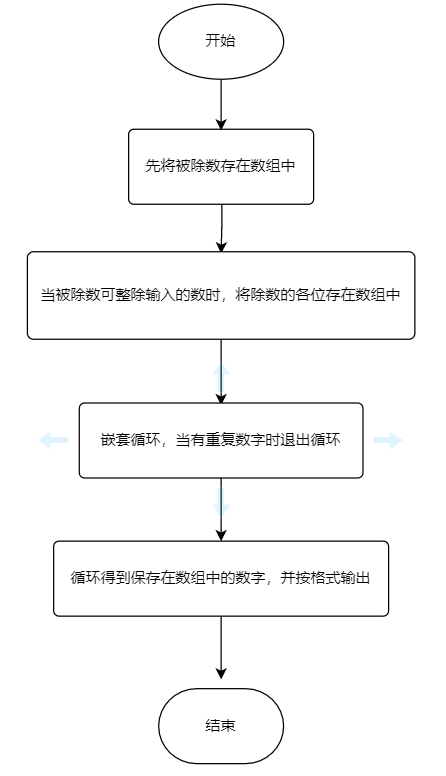 开始
先将被除数存在数组中
当被除数可整除输入的数时，将除数的各位存在数组中
嵌套循环，当有重复数字时退出循环
循环得到保存在数组中的数字，并按格式输出
结束